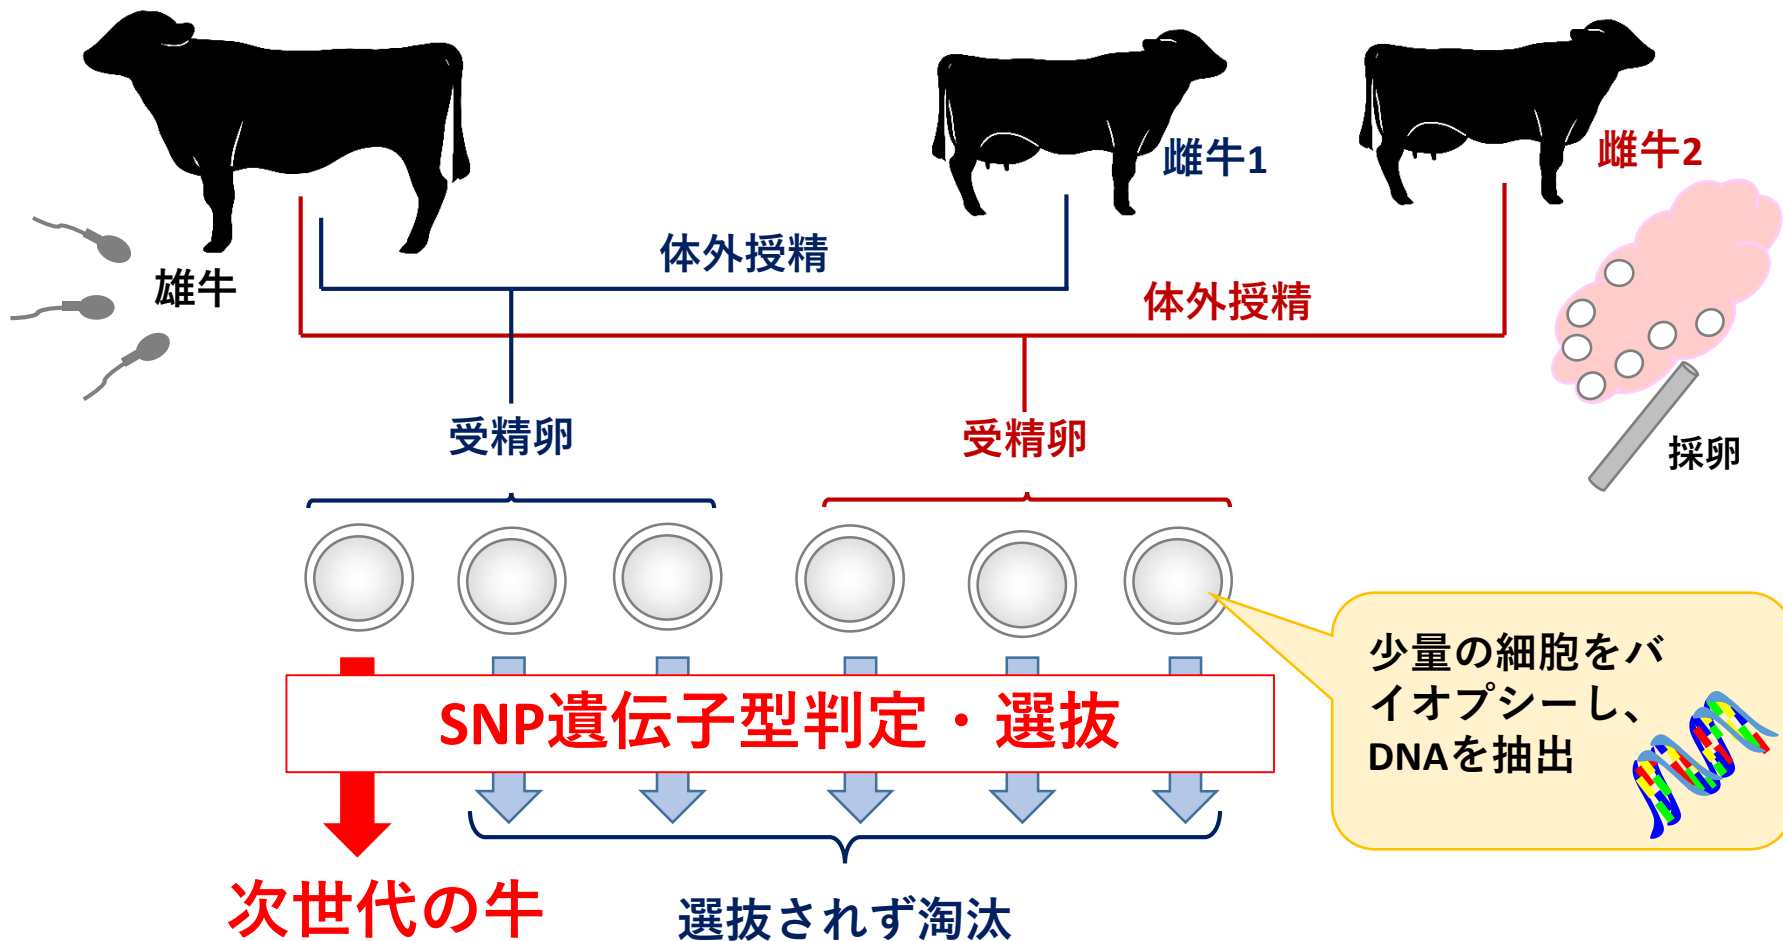 雌牛1
雌牛2
体外授精
雄牛
体外授精
受精卵
受精卵
採卵
少量の細胞をバ
イオプシーし、
DNAを抽出
SNP遺伝子型判定・選抜
次世代の牛
選抜されず淘汰